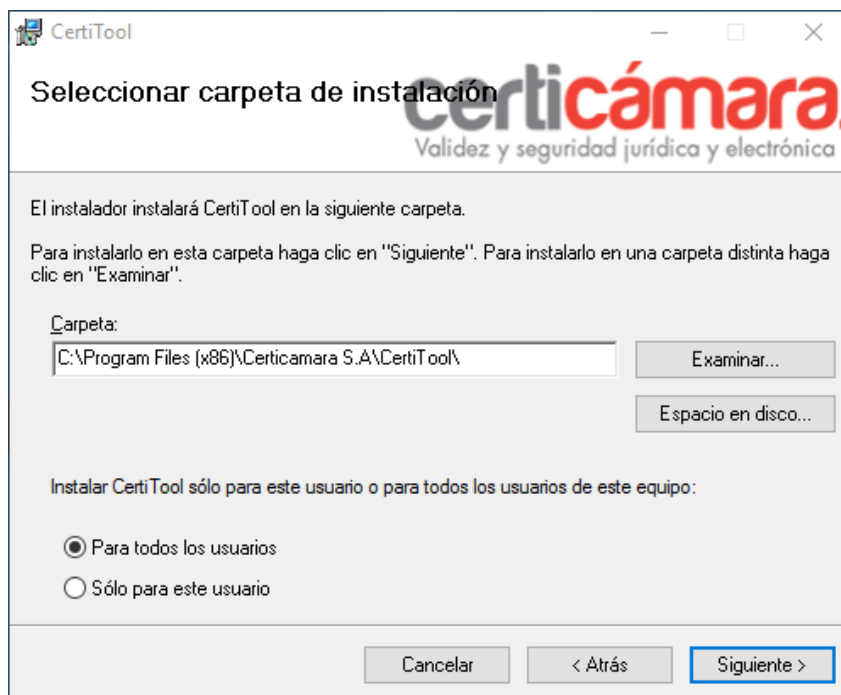 CertiTool
Seleccionar carpeta de instalación
certicámara.
Validez y seguridad jurídica y electrónica
El instalador instalará CertiTool en la siguiente carpeta.
Para instalarlo en esta carpeta haga clic en "Siguiente". Para instalarlo en una carpeta distinta haga
clic en "Examinar".
Carpeta:
C:\Program Files (x86)\Certicamara S.A\CertiTool\
Examinar...
Espacio en disco...
Instalar CertiTool sólo para este usuario o para todos los usuarios de este equipo:
Para todos los usuarios
Sólo para este usuario
Cancelar
< Atrás
Siguiente >